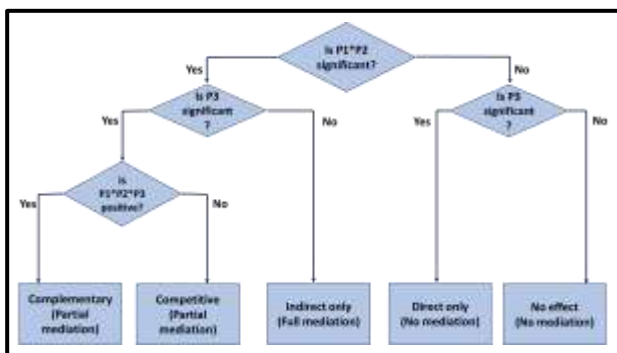 Is P1*P2
significant?
Yes
No
Is P3
significant
?
Is P3
significant
?
Yes
No
Yes
No
Is
P1*P2*P3
positive?
Yes
No
Complementary
(Partial
mediation)
Competitive
(Partial
mediation)
Indirect only
(Full mediation)
Direct only
(No mediation)
No effect
(No mediation)